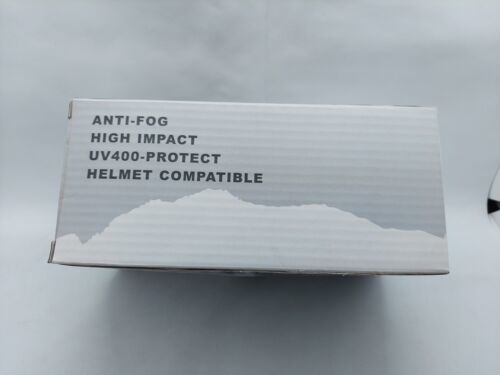 ANTI-FOG
HIGH IMPACT
UV400-PROTECT
HELMET COMPATIBLE